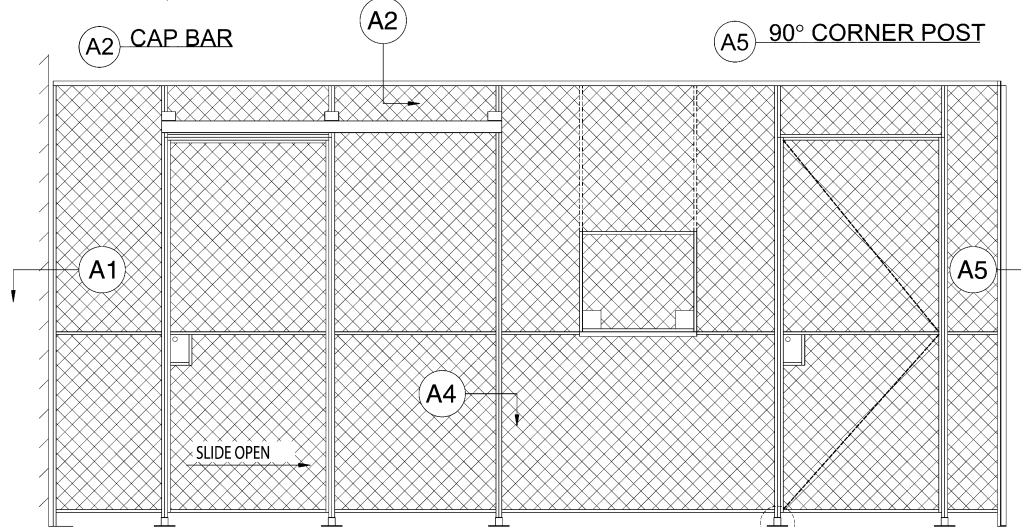 A2 CAP BAR
A2
A5 90° CORNER POST
A1
A5
A4
SLIDE OPEN